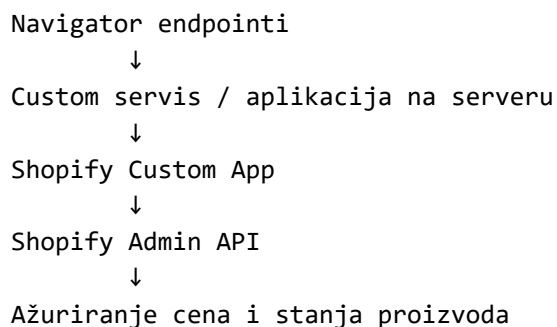 Navigator endpointi
↓
Custom servis / aplikacija na serveru
↓
Shopify Custom App
↓
Shopify Admin API
↓
Ažuriranje cena i stanja proizvoda